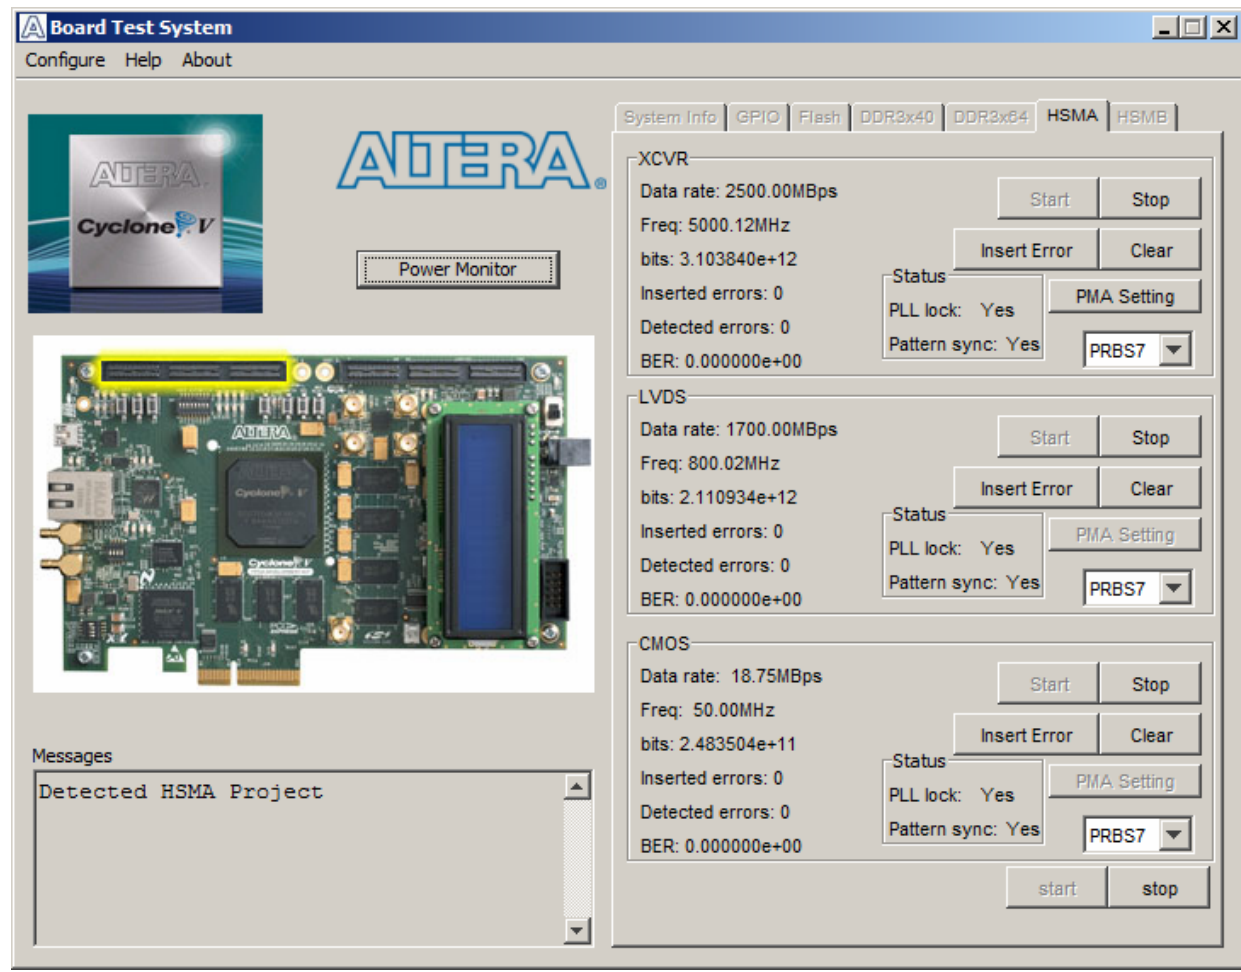 Board Test System
Configure Help About
ALTERA
Cyclone V
ALTERA
Power Monitor
ALTERA
ALTERA
Cyclone V
Cyclone V
Messages
Detected HSMA Project
System Info GPIO Flash DDR3x40 DDR3x64 HSMA HSMB
XCVR
Data rate: 2500.00MBps
Start Stop
Freq: 5000.12MHz
Insert Error Clear
bits: 3.103840e+12
Status
Inserted errors: 0
PLL lock: Yes
PMA Setting
Detected errors: 0
Pattern sync: Yes
PRBS7
BER: 0.000000e+00
LVDS
Data rate: 1700.00MBps
Start Stop
Freq: 800.02MHz
Insert Error Clear
bits: 2.110934e+12
Status
Inserted errors: 0
PLL lock: Yes
PMA Setting
Detected errors: 0
Pattern sync: Yes
PRBS7
BER: 0.000000e+00
CMOS
Data rate: 18.75MBps
Start Stop
Freq: 50.00MHz
Insert Error Clear
bits: 2.483504e+11
Status
Inserted errors: 0
PLL lock: Yes
PMA Setting
Detected errors: 0
Pattern sync: Yes
PRBS7
BER: 0.000000e+00
start stop